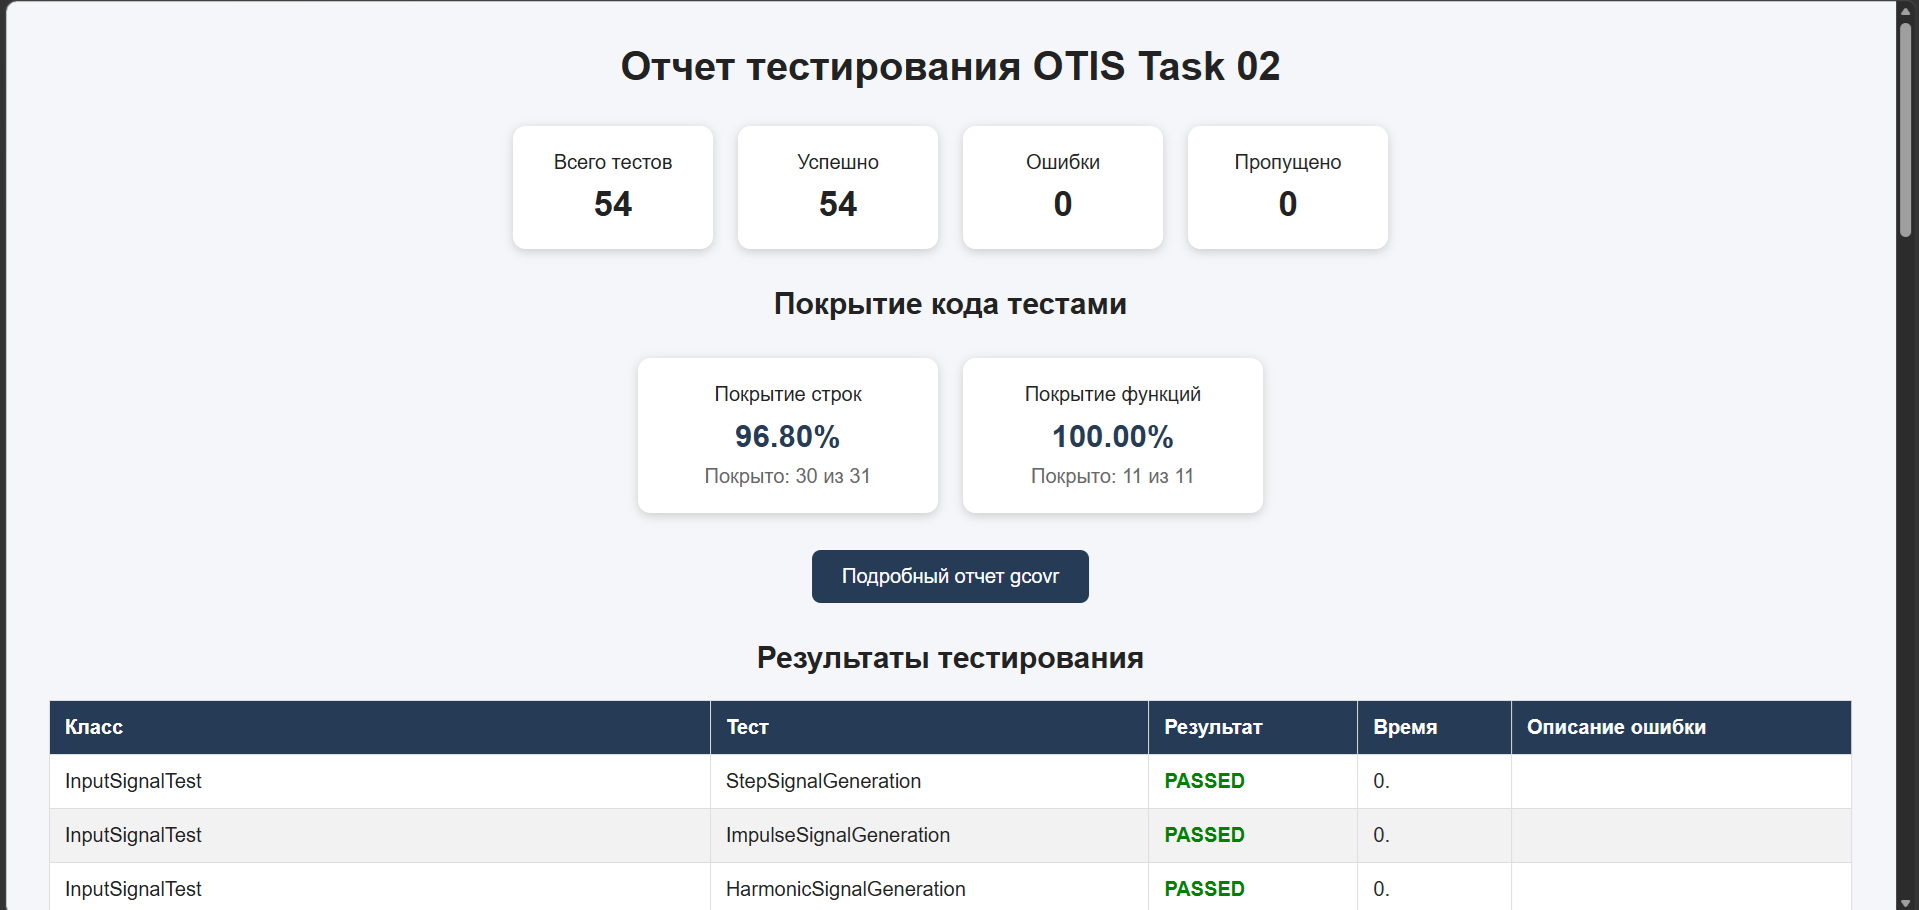 Отчет тестирования OTIS Task 02
Всего тестов
54
Успешно
54
Ошибки
0
Пропущено
0
Покрытие кода тестами
Покрытие строк
96.80%
Покрыто: 30 из 31
Покрытие функций
100.00%
Покрыто: 11 из 11
Подробный отчет gcovr
Результаты тестирования
Класс Тест Результат Время Описание ошибки
InputSignalTest StepSignalGeneration PASSED 0.
InputSignalTest ImpulseSignalGeneration PASSED 0.
InputSignalTest HarmonicSignalGeneration PASSED 0.